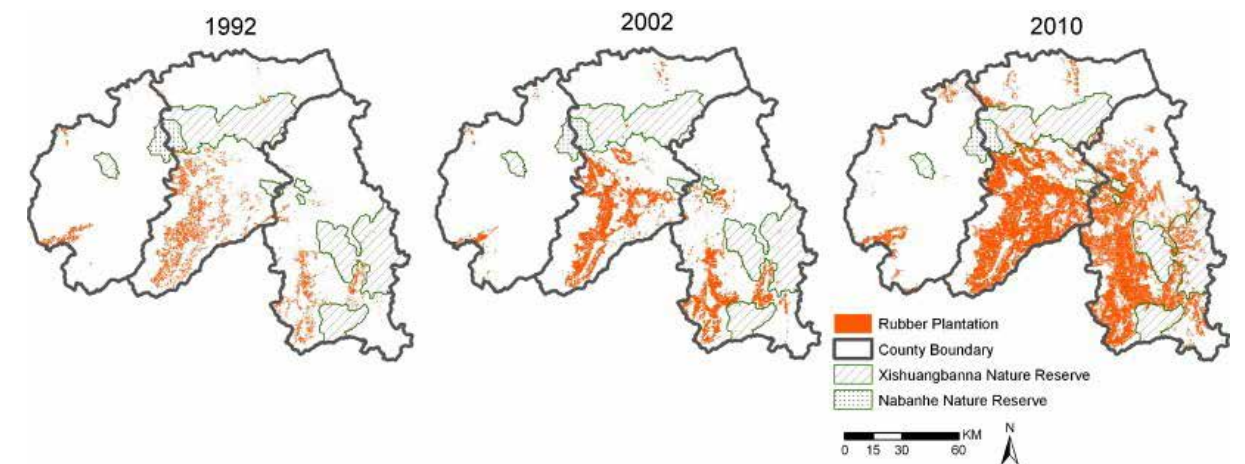 1992
2002
2010
Rubber Plantation
County Boundary
Xishuangbanna Nature Reserve
Nabanhe Nature Reserve
KM
0 15 30 60
N